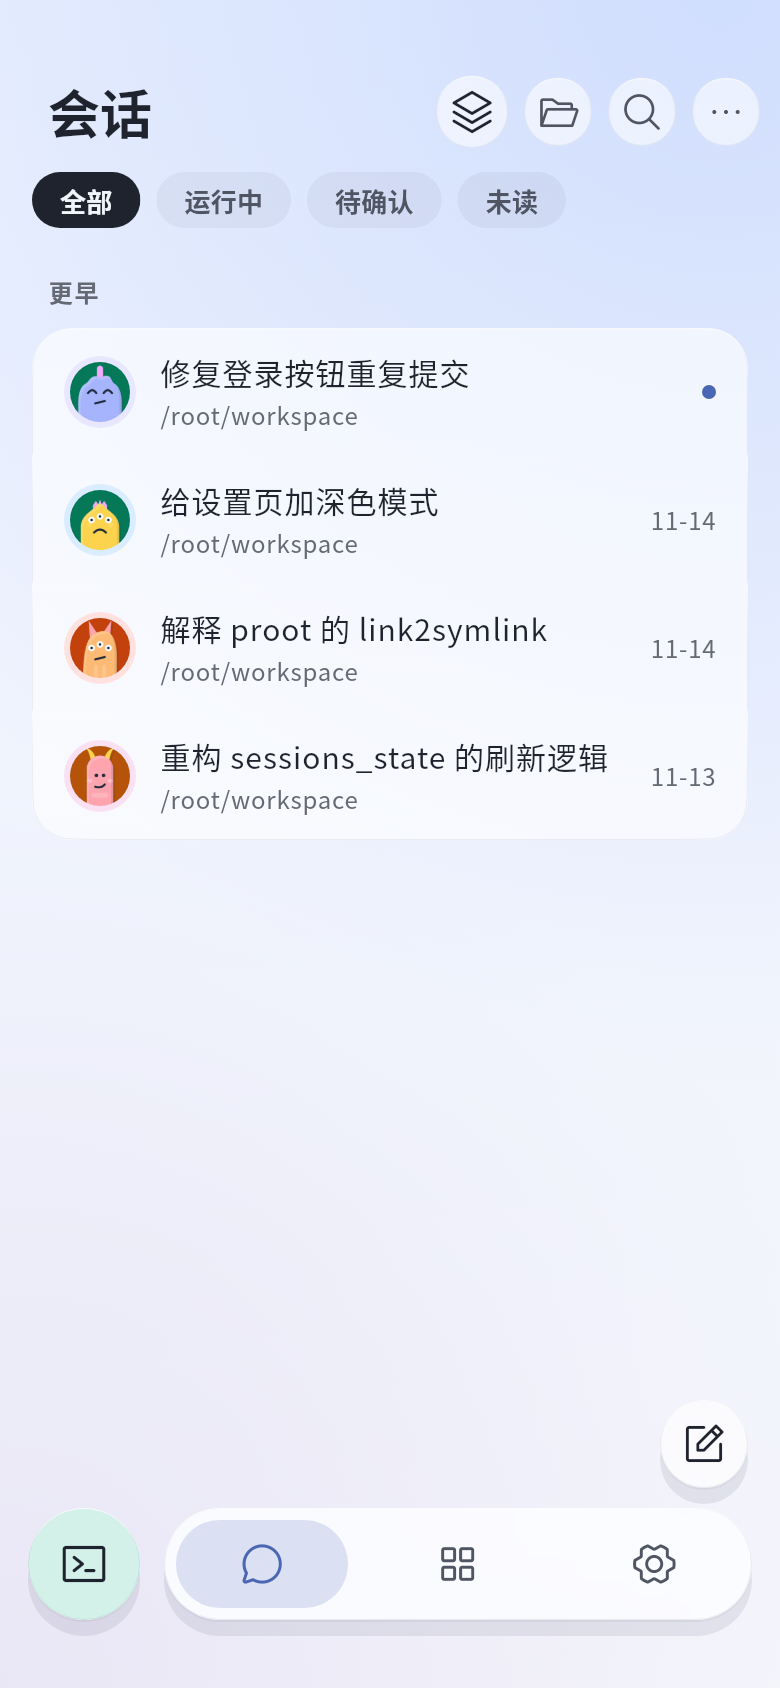 会话
全部
运行中
待确认
未读
更早
修复登录按钮重复提交
/root/workspace
给设置页加深色模式
/root/workspace
11-14
解释 proot 的 link2symlink
/root/workspace
11-14
重构 sessions_state 的刷新逻辑
/root/workspace
11-13